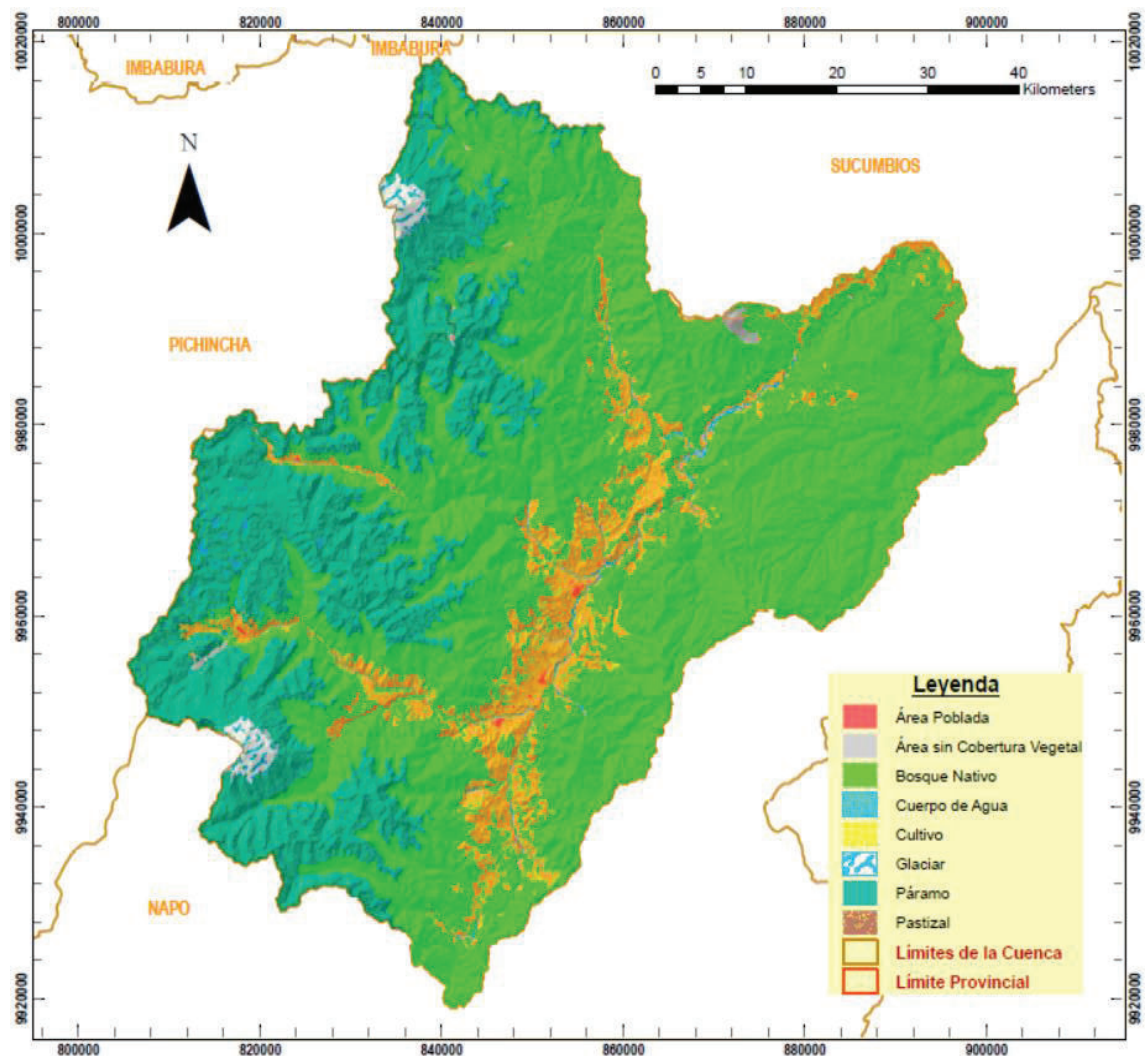 800000 820000 840000 860000 880000 900000
10020000
10020000
IMBABURA
IMBABURA
0 5 10 20 30 40
Kilometers
N
SUCUMBIOS
10000000
10000000
PICHINCHA
9980000
9980000
9960000
9960000
Leyenda
Área Poblada
Área sin Cobertura Vegetal
Bosque Nativo
Cuerpo de Agua
Cultivo
Glaciar
Páramo
Pastizal
Límites de la Cuenca
Límite Provincial
9940000
9940000
NAPO
9920000
9920000
800000 820000 840000 860000 880000 900000